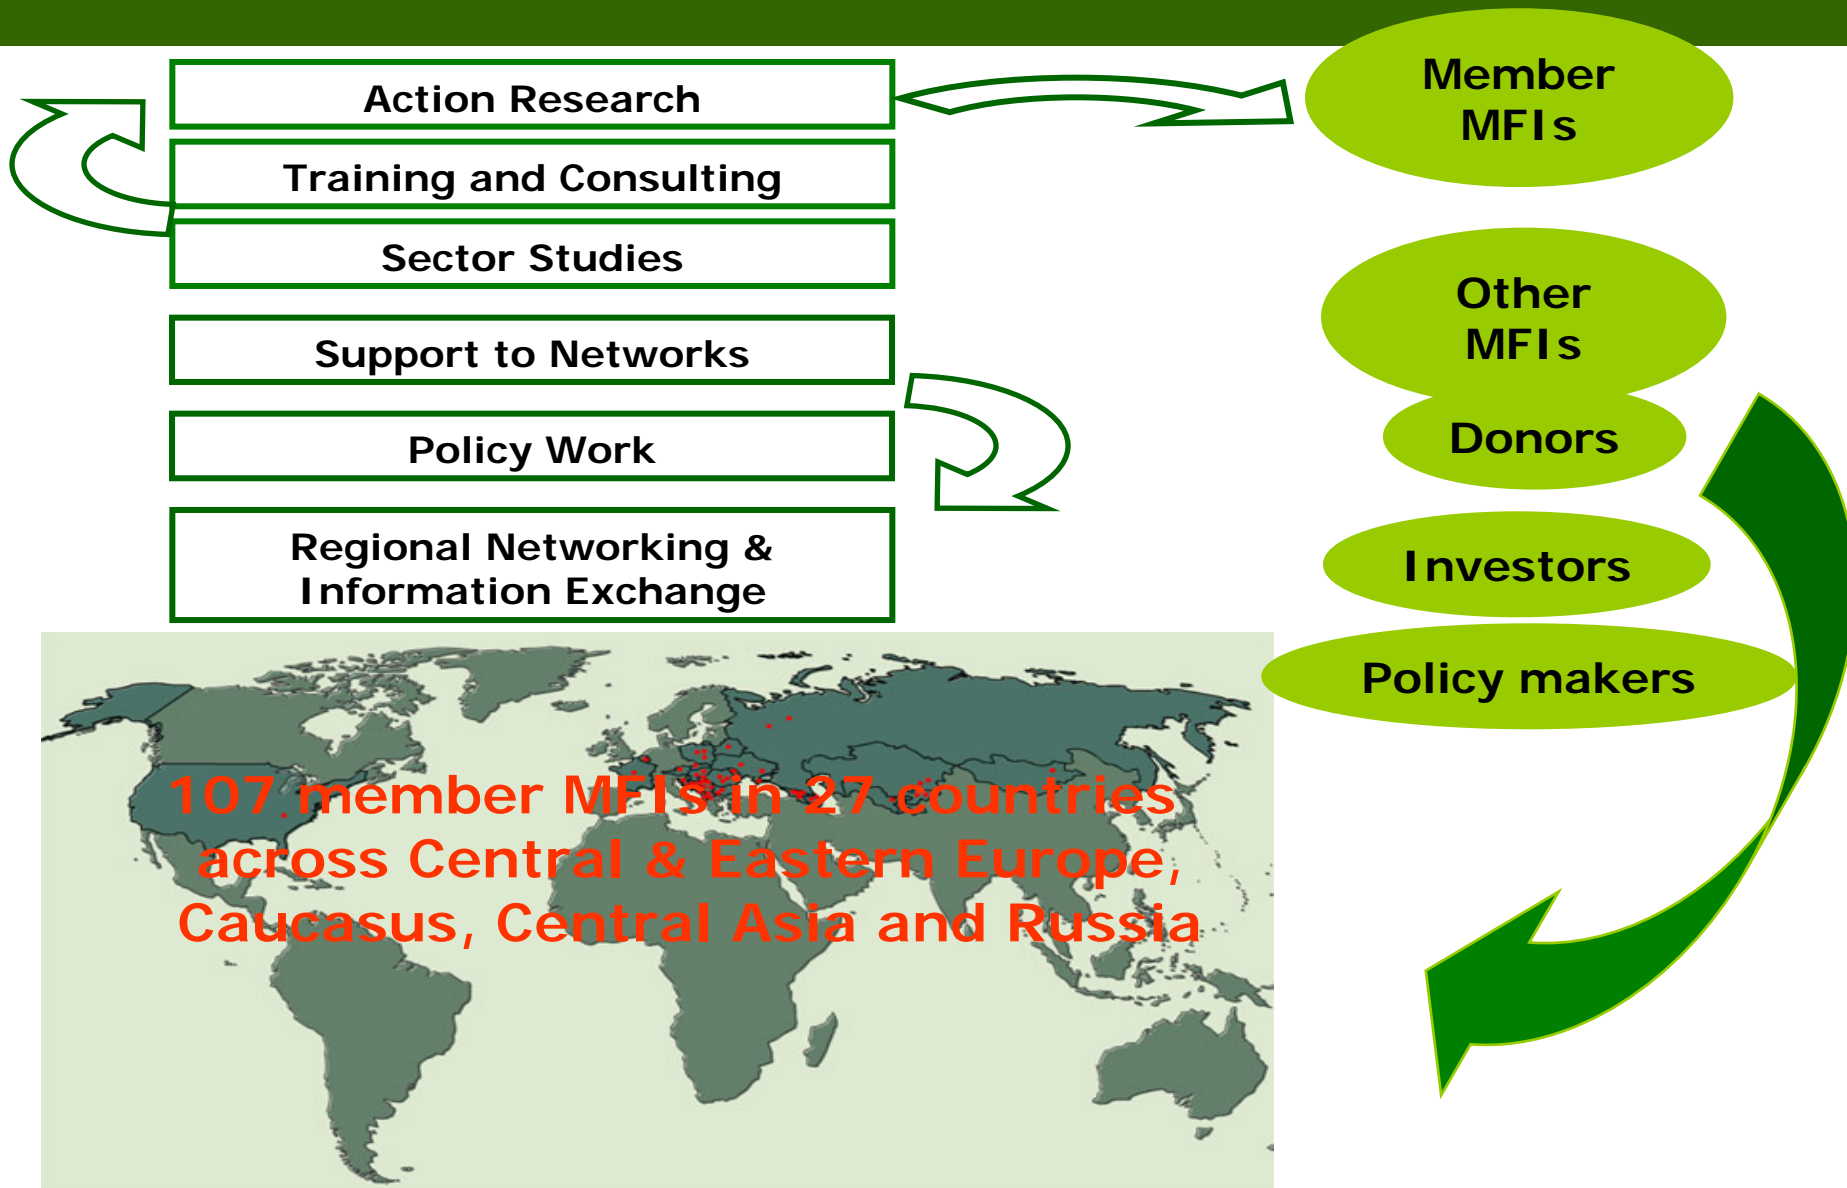 Action Research
Training and Consulting
Sector Studies
Support to Networks
Policy Work
Regional Networking &
Information Exchange
Member
MFIs
Other
MFIs
Donors
Investors
Policy makers
107 member MFIs in 27 countries
across Central & Eastern Europe,
Caucasus, Central Asia and Russia